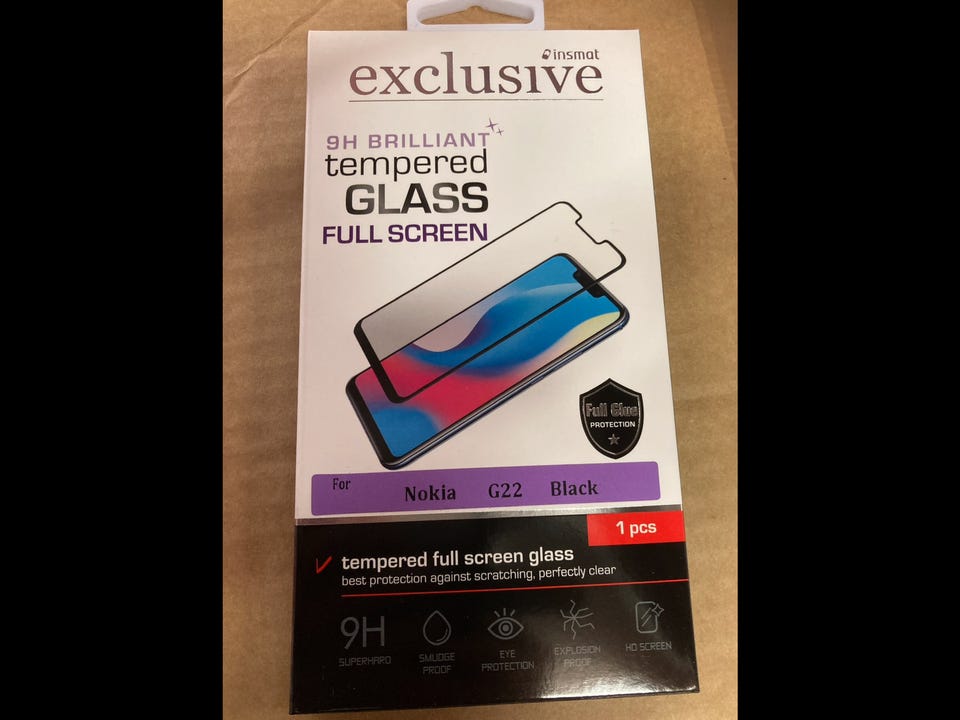 insmat
exclusive
9H BRILLIANT
tempered
GLASS
FULL SCREEN
Full Glue
PROTECTION
For Nokia G22 Black
1 pcs
tempered full screen glass
best protection against scratching, perfectly clear
9H
SUPERHARD
SMUDGE
PROOF
EYE
PROTECTION
EXPLOSION
PROOF
HD SCREEN